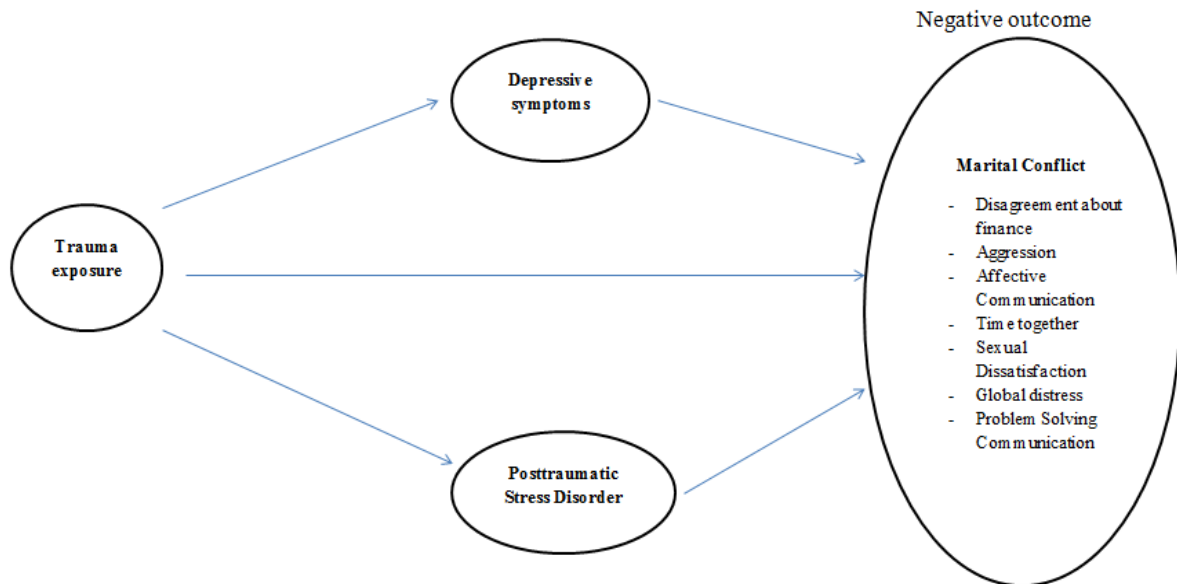 Negative outcome
Depressive
symptoms
Trauma
exposure
Posttraumatic
Stress Disorder
Marital Conflict
- Disagreement about
finance
- Aggression
- Affective
Communication
- Time together
- Sexual
Dissatisfaction
- Global distress
- Problem Solving
Communication